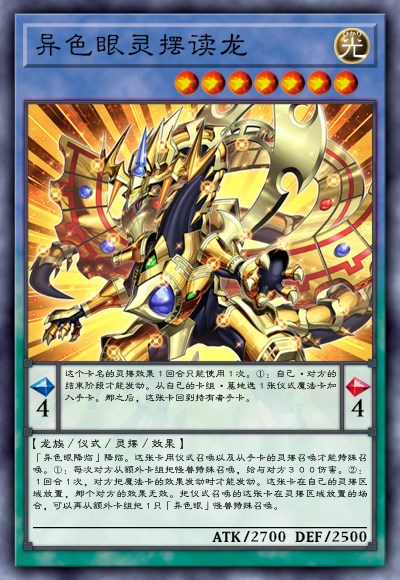 异色眼灵摆读龙
光
这个卡名的灵摆效果1回合只能使用1次。①：自己·对方的
结束阶段才能发动。从自己的卡组·墓地选1张仪式魔法卡加
入手卡。那之后，这张卡回到持有者手卡。
4
4
【龙族／仪式／灵摆／效果】
「异色眼降临」降临。这张卡用仪式召唤以及从手卡的灵摆召唤才能特殊召
唤。①：每次对方从额外卡组把怪兽特殊召唤，给与对方300伤害。②：
1回合1次，对方把魔法卡的效果发动时才能发动。这张卡在自己的灵摆区
域放置，那个对方的效果无效。把仪式召唤的这张卡在灵摆区域放置的场
合，可以再从额外卡组把1只「异色眼」怪兽特殊召唤。
ATK/2700 DEF/2500